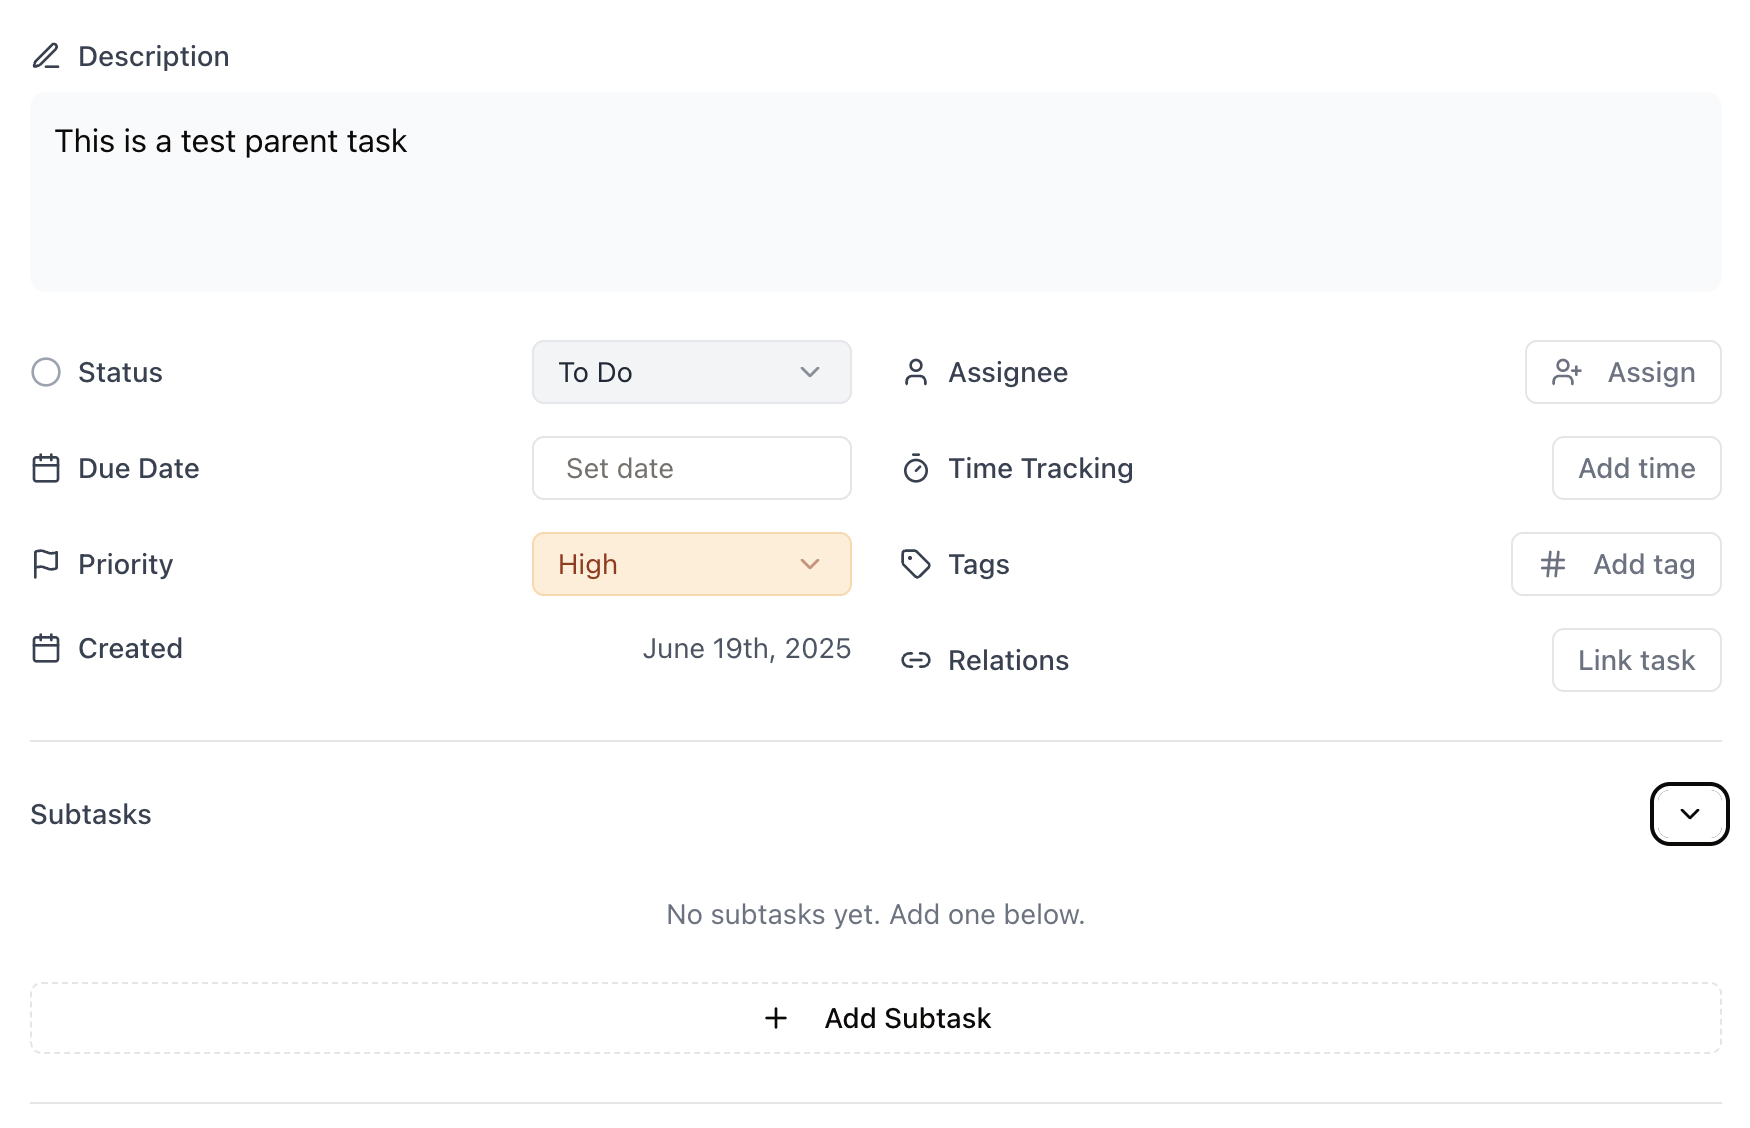 Description
This is a test parent task
Status
To Do
Assignee
Assign
Due Date
Set date
Time Tracking
Add time
Priority
High
Tags
Add tag
Created
June 19th, 2025
Relations
Link task
Subtasks
No subtasks yet. Add one below.
Add Subtask